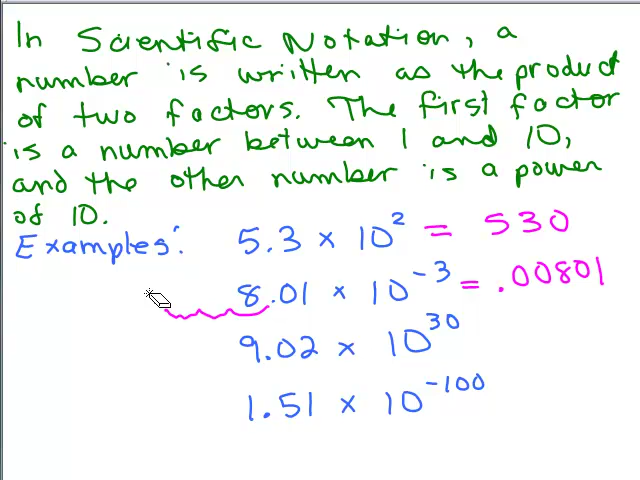 In Scientific Notation, a
number is written as the product
of two factors. The first factor
is a number between 1 and 10,
and the other number is a power
of 10.
Examples: 5.3 × 10² = 530
8.01 × 10⁻³ = .00801
9.02 × 10³⁰
1.51 × 10⁻¹⁰⁰